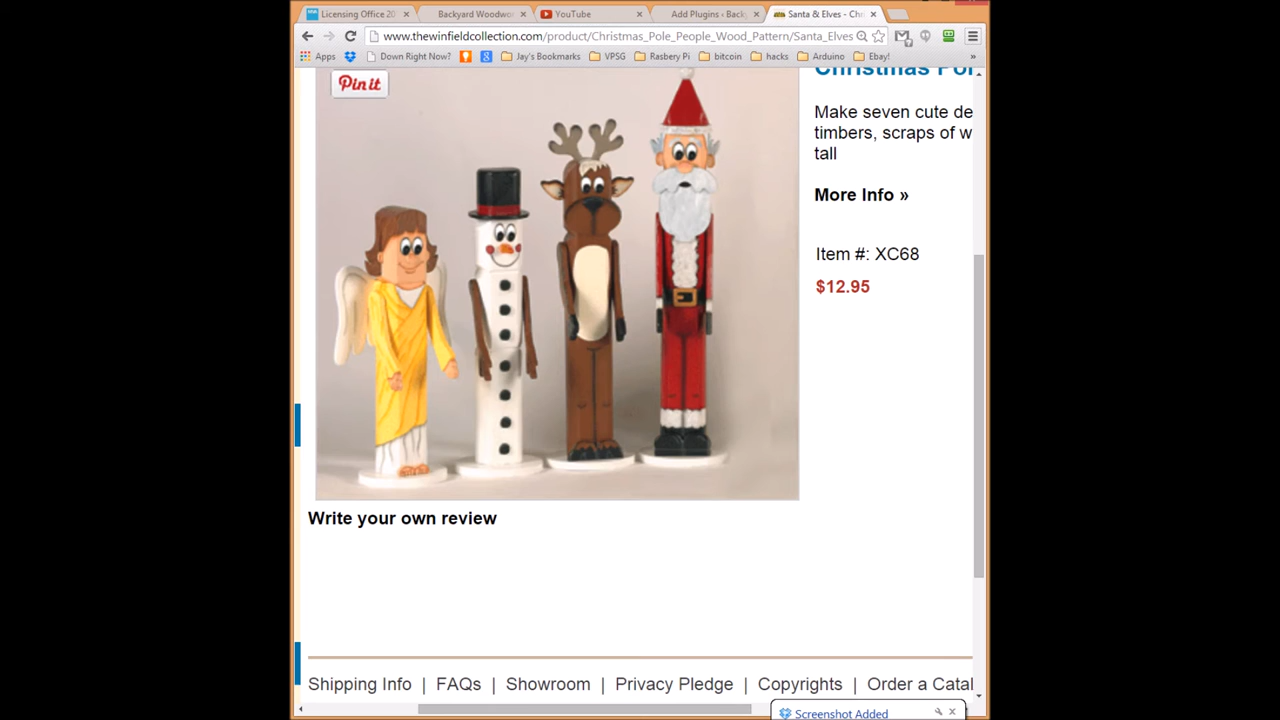 Licensing Office 20
Backyard Woodwo
YouTube
Add Plugins ‹ Back
Santa & Elves - Chr
www.thewinfieldcollection.com/product/Christmas_Pole_People_Wood_Pattern/Santa_Elves
Apps
Down Right Now?
Jay's Bookmarks
VPSG
Rasbery Pi
bitcoin
hacks
Arduino
Ebay!
»
Pin it
Christmas Pol
Make seven cute de
timbers, scraps of w
tall
More Info »
Item #: XC68
$12.95
Write your own review
Shipping Info | FAQs | Showroom | Privacy Pledge | Copyrights | Order a Catal
Screenshot Added